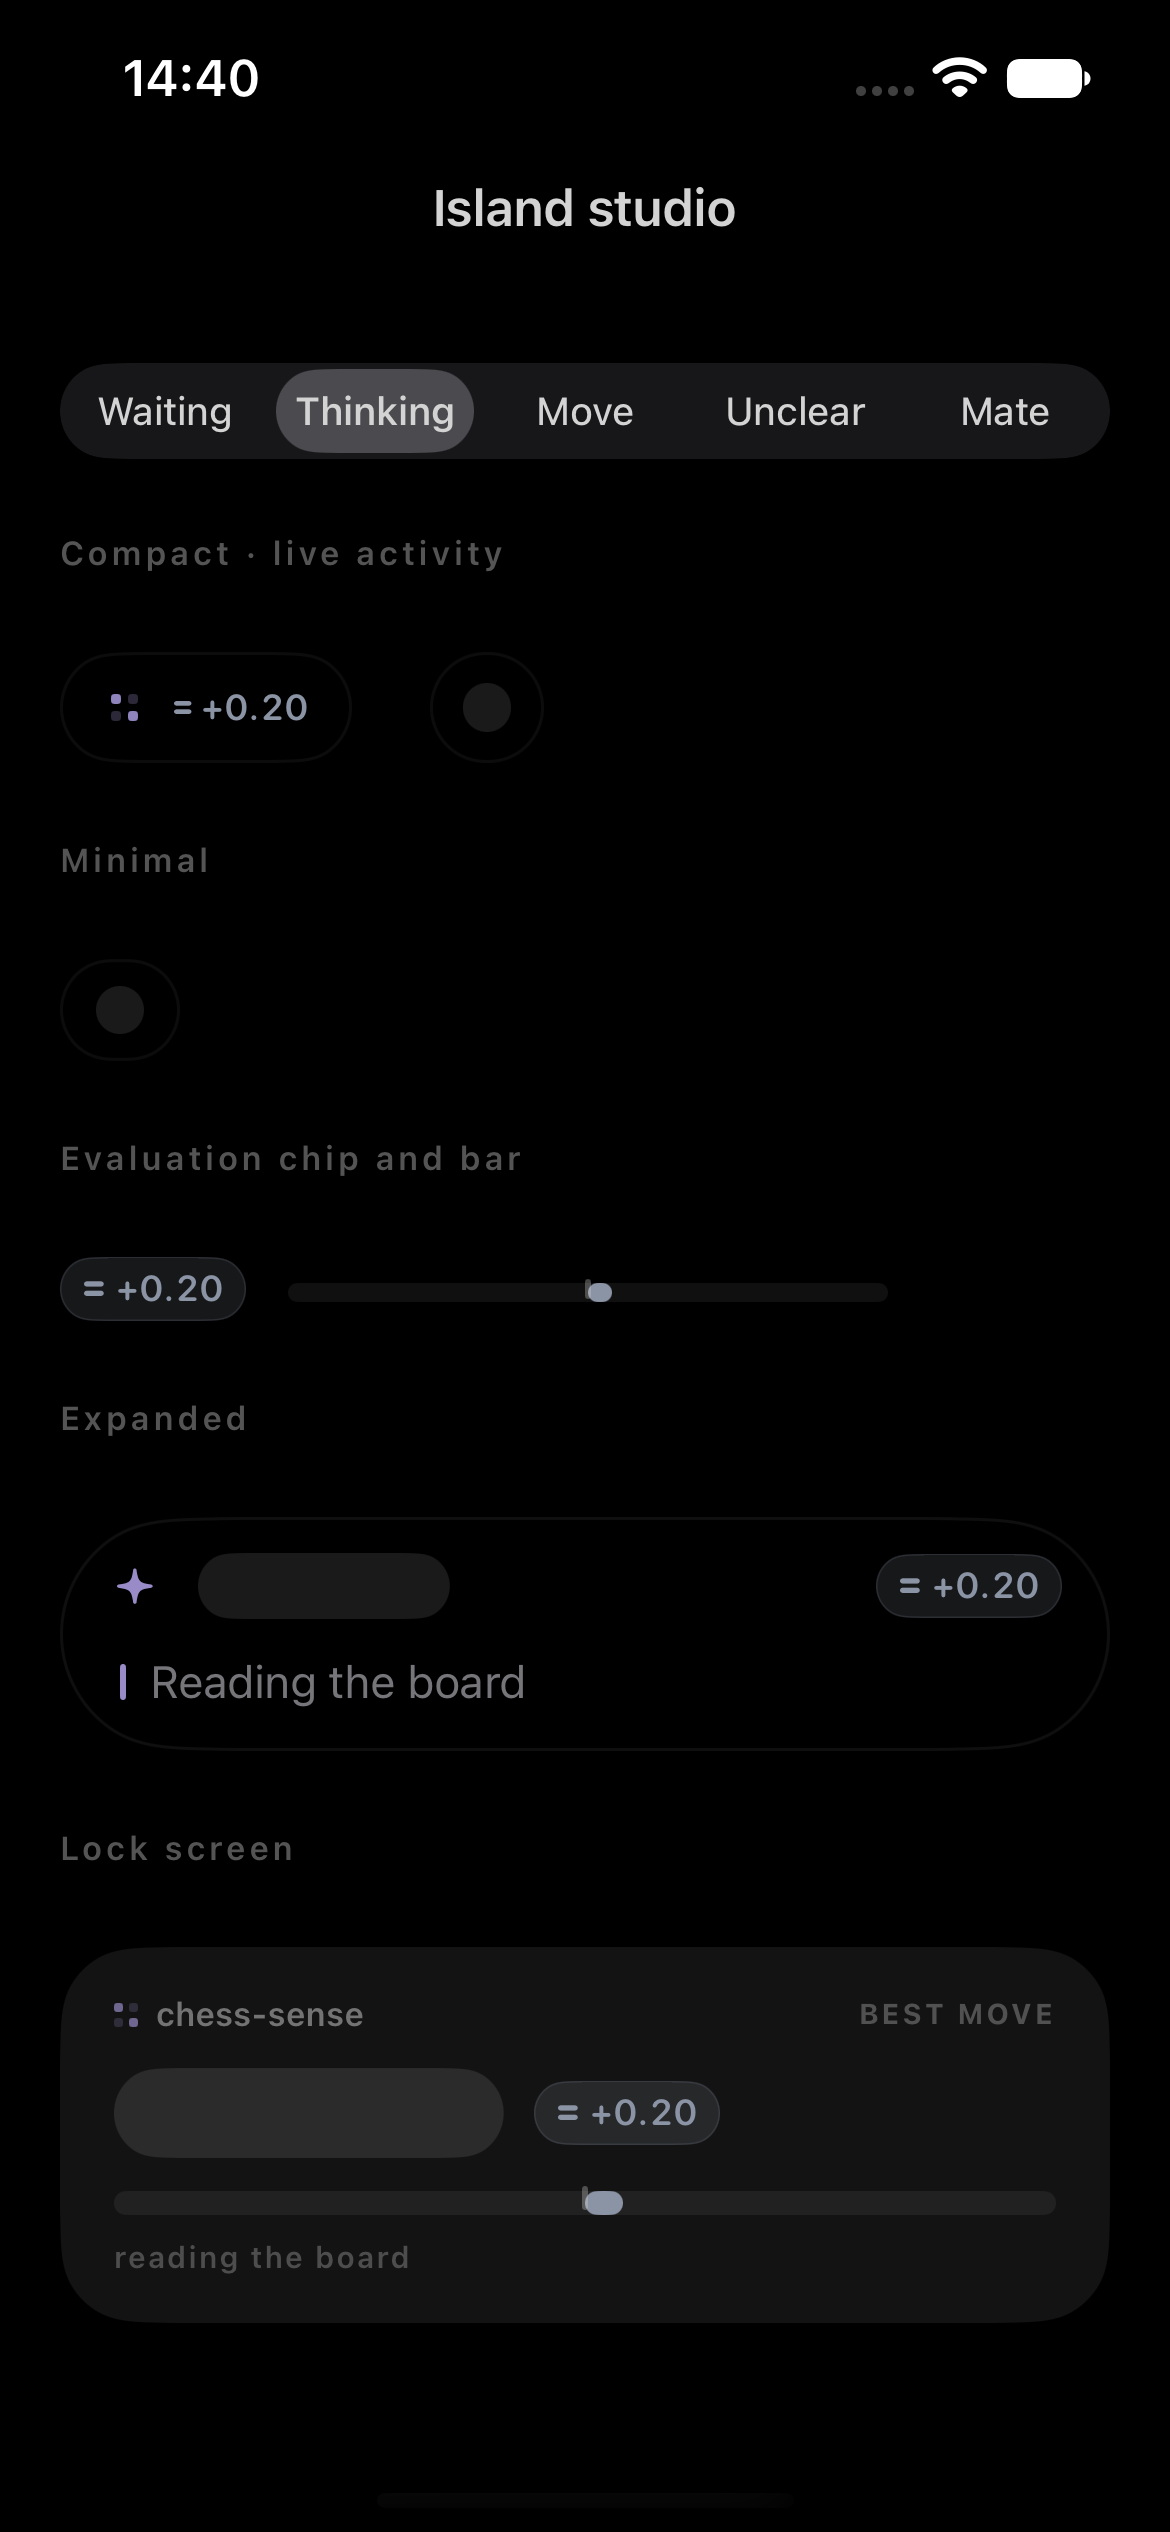 14:40
Island studio
Waiting Thinking Move Unclear Mate
Compact · live activity
= +0.20
Minimal
Evaluation chip and bar
= +0.20
Expanded
= +0.20
Reading the board
Lock screen
chess-sense BEST MOVE
= +0.20
reading the board